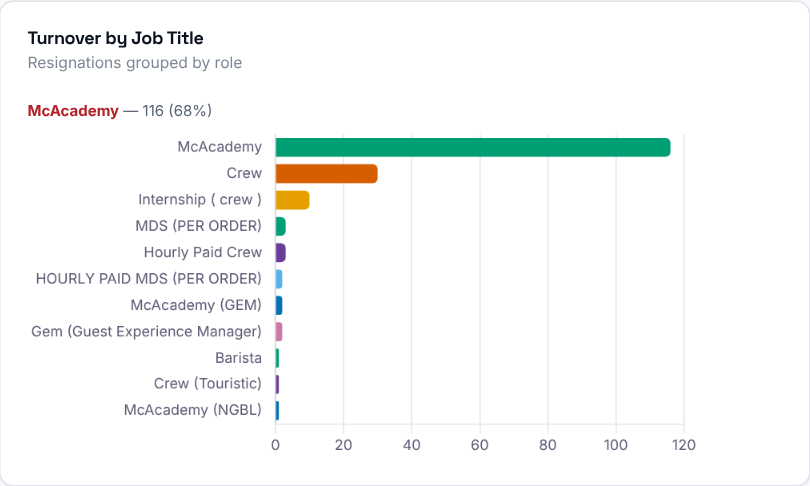 Turnover by Job Title
Resignations grouped by role
McAcademy — 116 (68%)
McAcademy
Crew
Internship ( crew )
MDS (PER ORDER)
Hourly Paid Crew
HOURLY PAID MDS (PER ORDER)
McAcademy (GEM)
Gem (Guest Experience Manager)
Barista
Crew (Touristic)
McAcademy (NGBL)
0 20 40 60 80 100 120